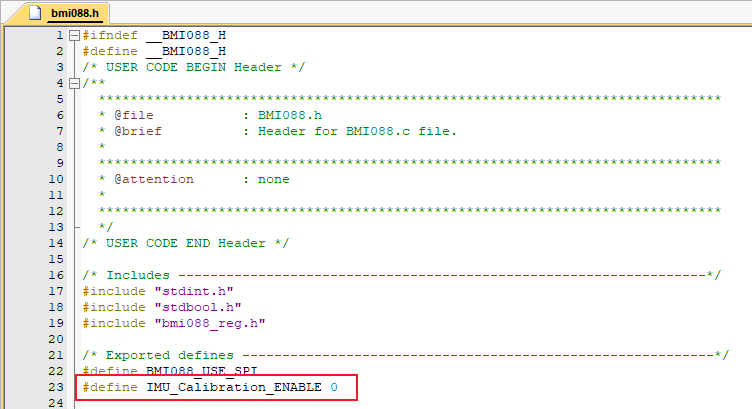 bmi088.h
1 #ifndef __BMI088_H
2 #define __BMI088_H
3 /* USER CODE BEGIN Header */
4 /**
5 ******************************************************************************
6 * @file : BMI088.h
7 * @brief : Header for BMI088.c file.
8 *
9 ******************************************************************************
10 * @attention : none
11 *
12 ******************************************************************************
13 */
14 /* USER CODE END Header */
15
16 /* Includes ------------------------------------------------------------------*/
17 #include "stdint.h"
18 #include "stdbool.h"
19 #include "bmi088_reg.h"
20
21 /* Exported defines -----------------------------------------------------------*/
22 #define BMI088_USE_SPI
23 #define IMU_Calibration_ENABLE 0
24